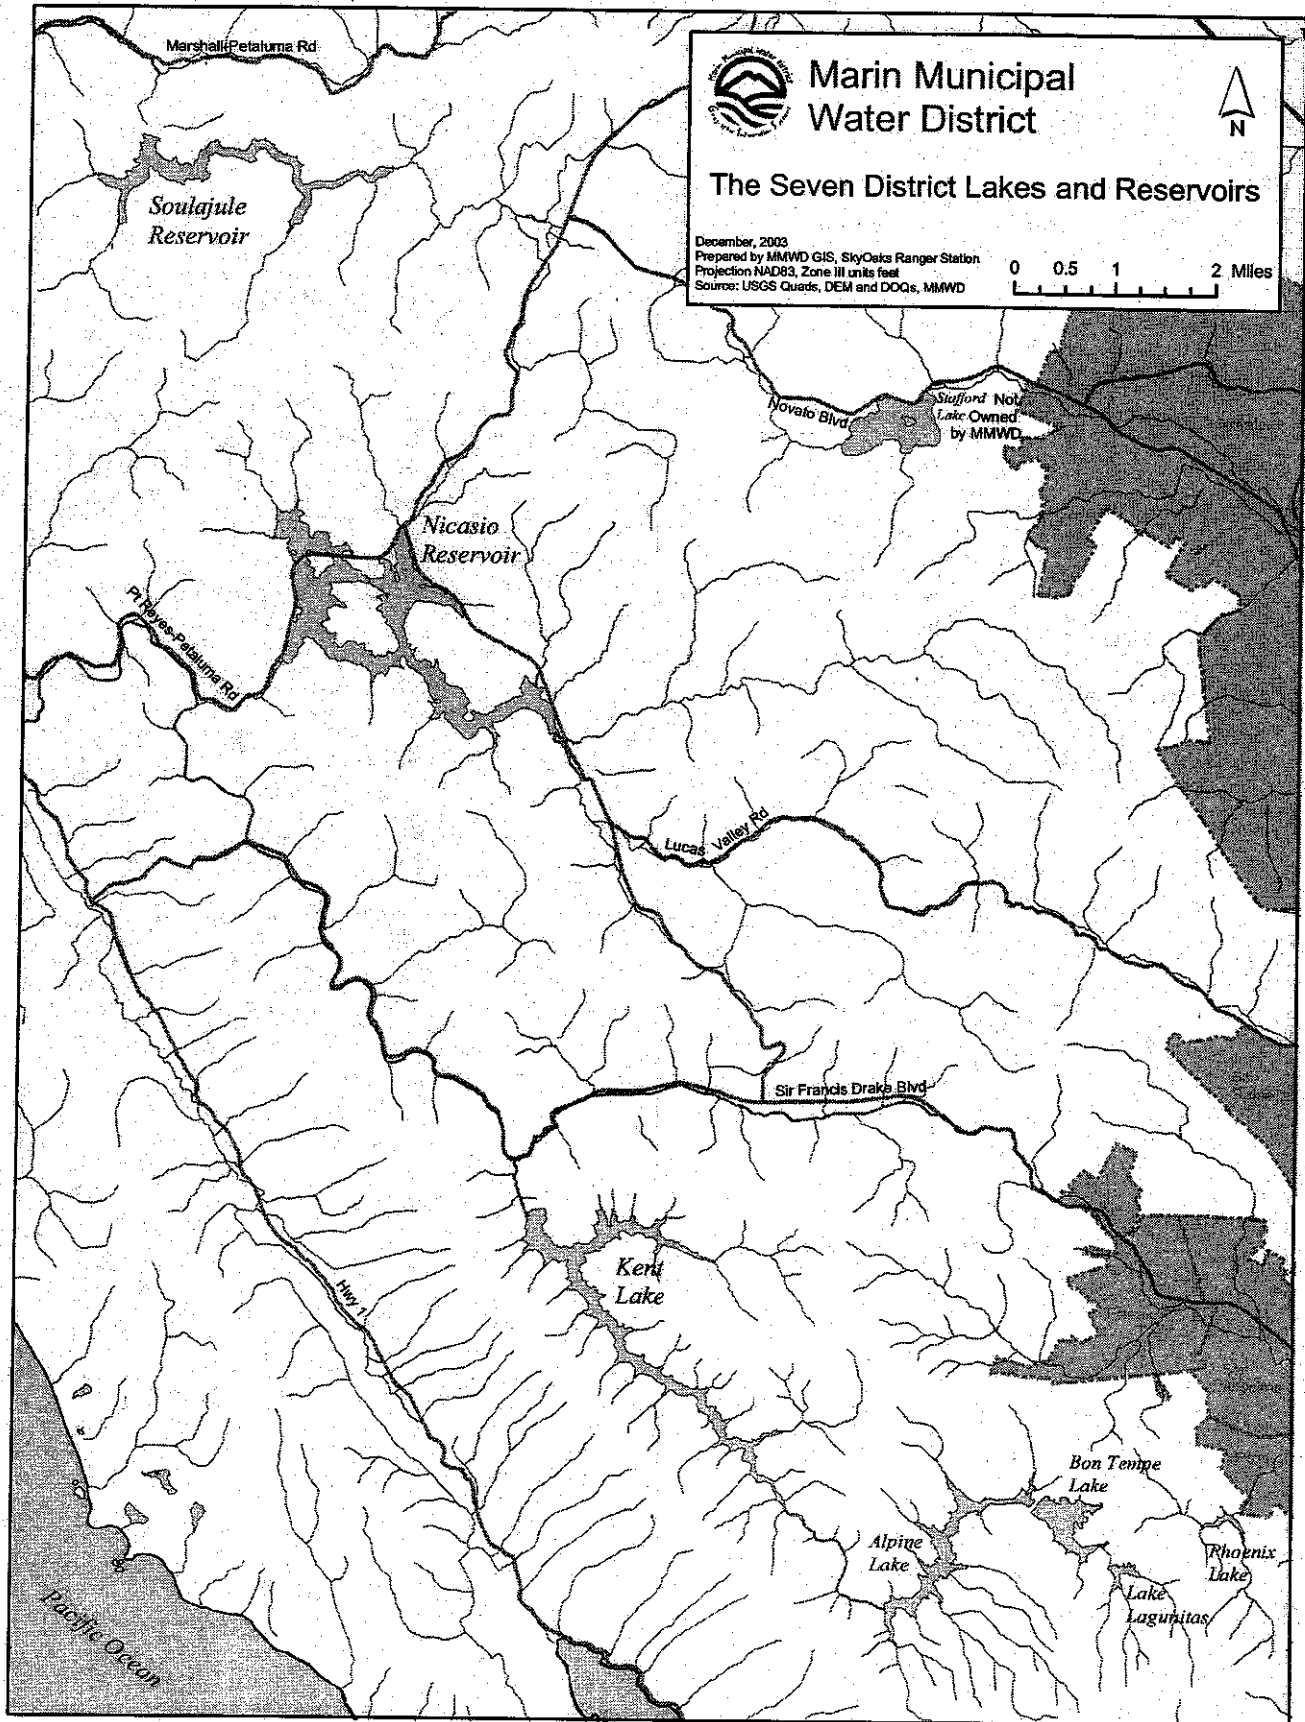 Marshall-Petaluma Rd
Marin Municipal
Water District
N
The Seven District Lakes and Reservoirs
December, 2003
Prepared by MMWD GIS, SkyOaks Ranger Station
Projection NAD83, Zone III units feet
Source: USGS Quads, DEM and DOQs, MMWD
0 0.5 1 2 Miles
Soulajule
Reservoir
Novato Blvd
Stafford Not
Lake Owned
by MMWD
Nicasio
Reservoir
Pt Reyes-Petaluma Rd
Lucas Valley Rd
Sir Francis Drake Blvd
Kent
Lake
Hwy 1
Bon Tempe
Lake
Alpine
Lake
Phoenix
Lake
Lake
Lagunitas
Pacific Ocean